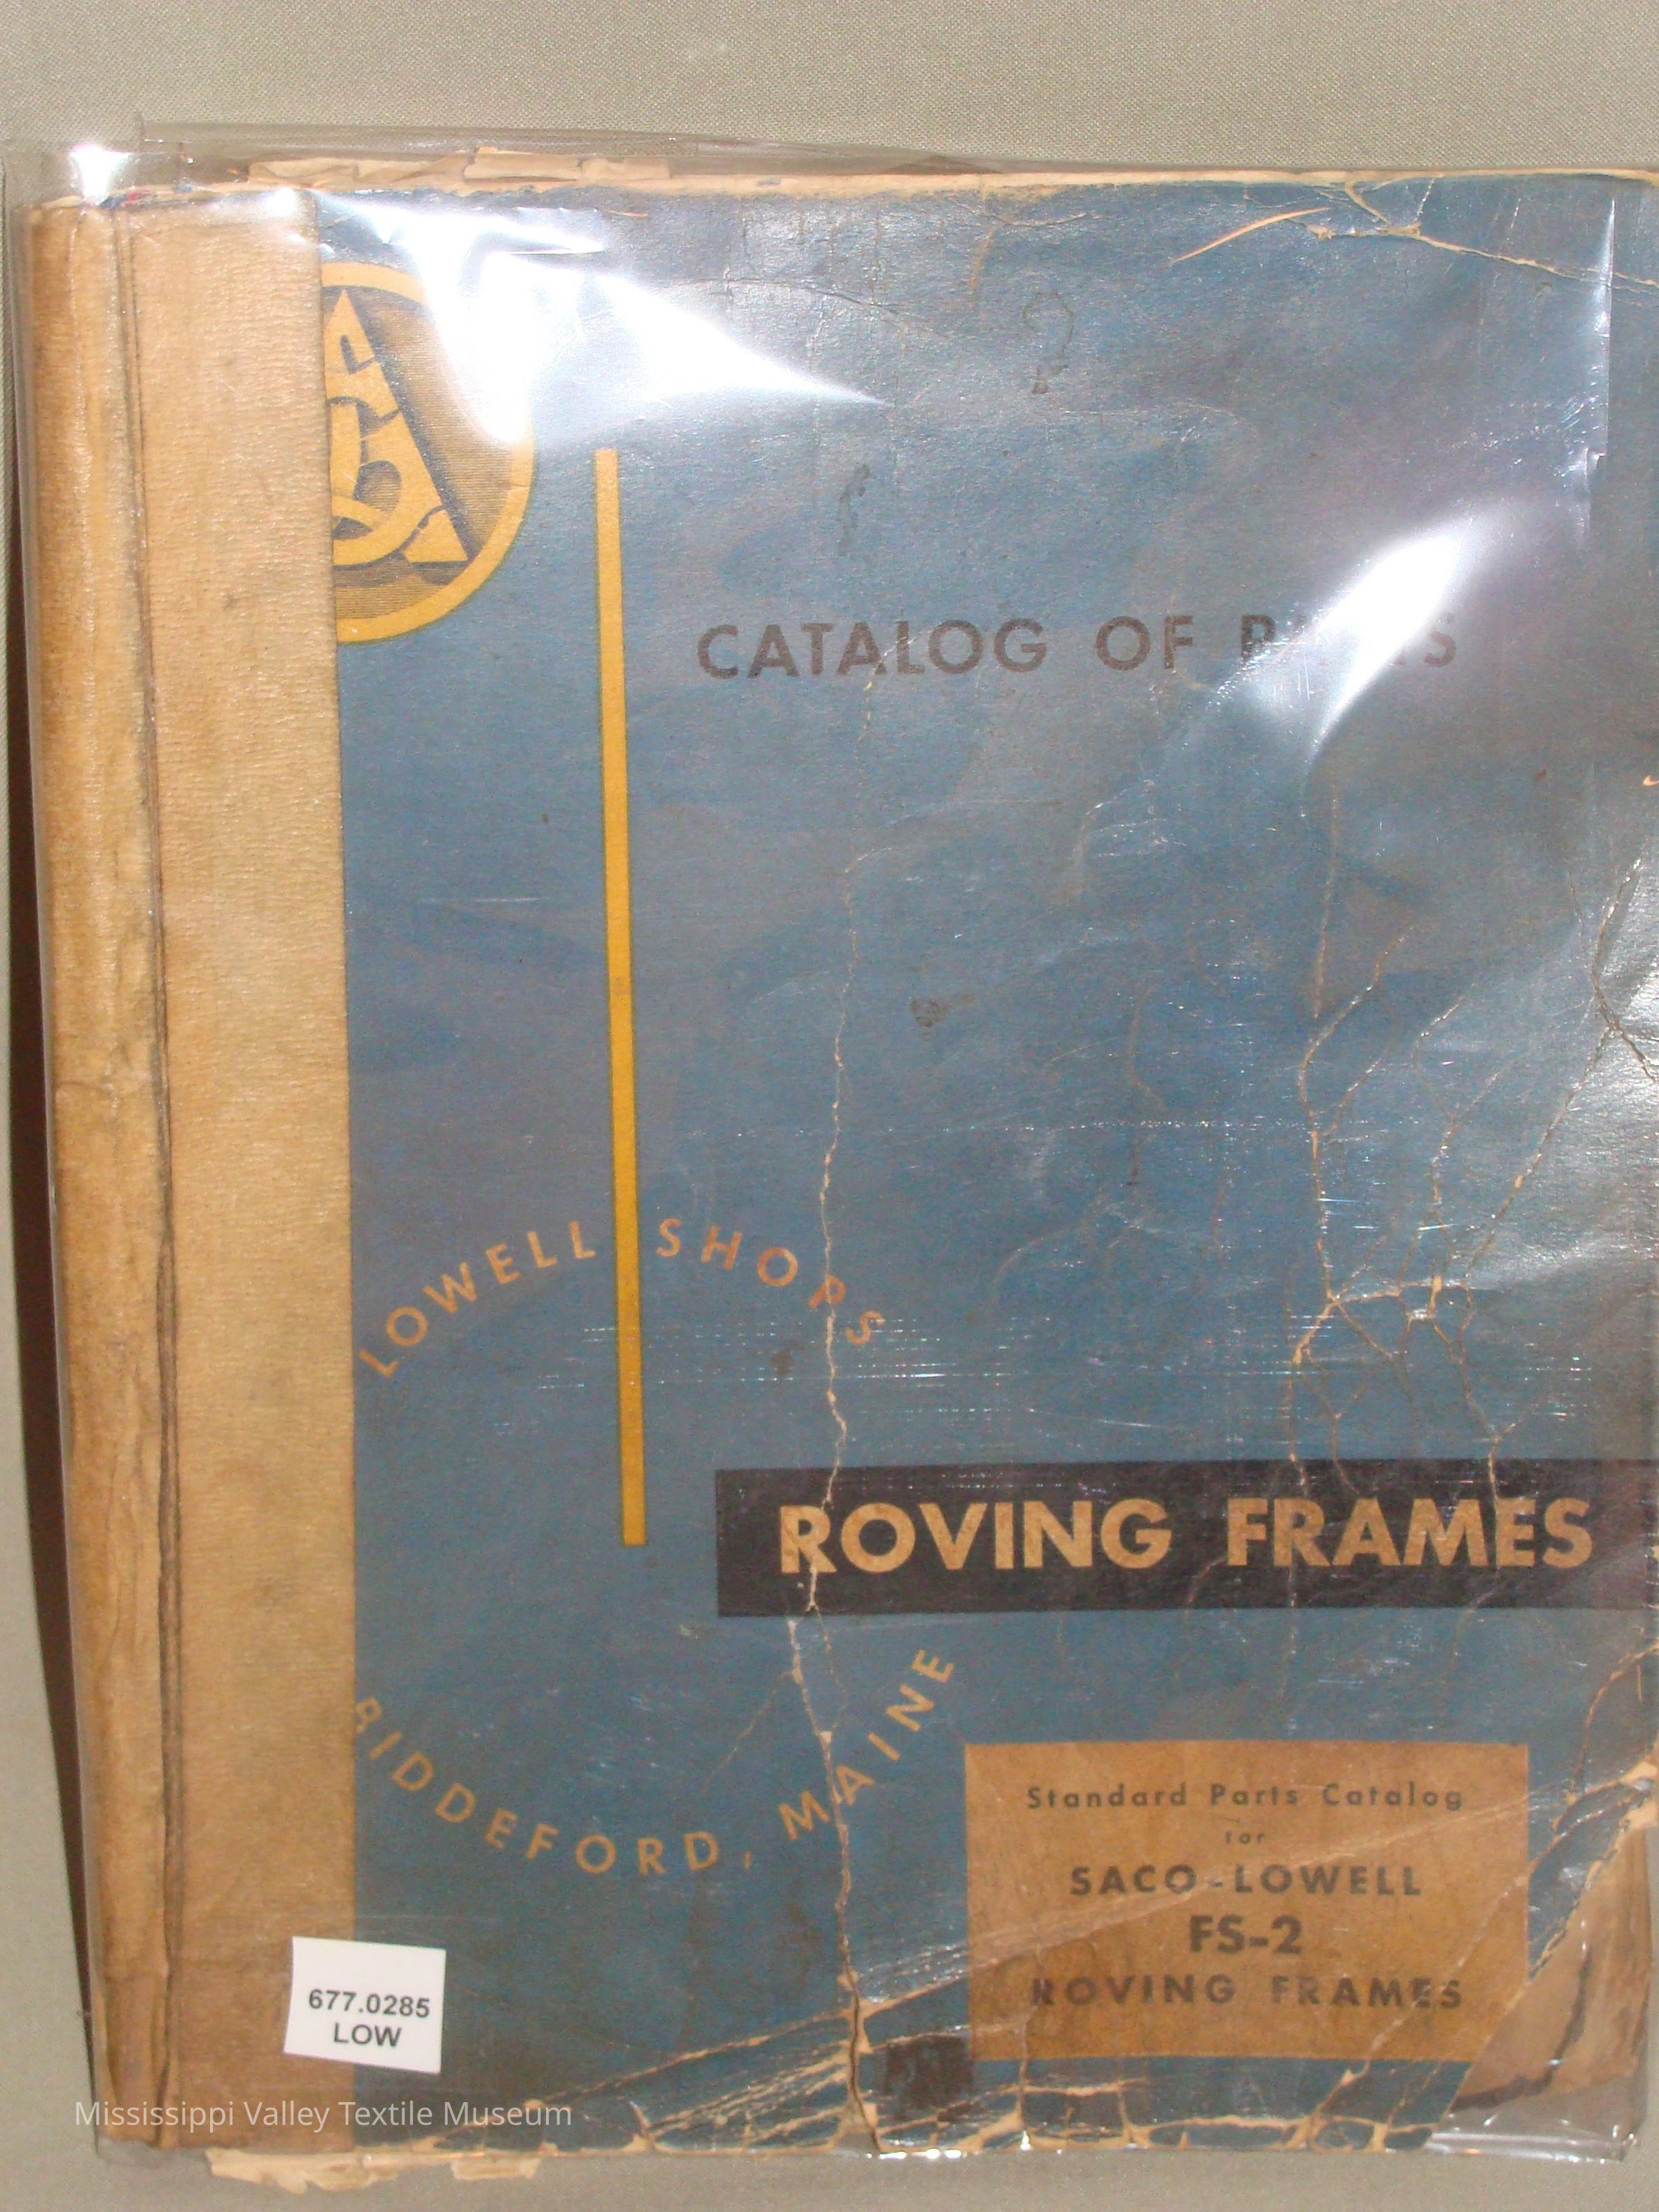 CATALOG OF PARTS
LOWELL SHOPS
ROVING FRAMES
BIDDEFORD, MAINE
Standard Parts Catalog
for
SACO-LOWELL
FS-2
ROVING FRAMES
677.0285
LOW
Mississippi Valley Textile Museum